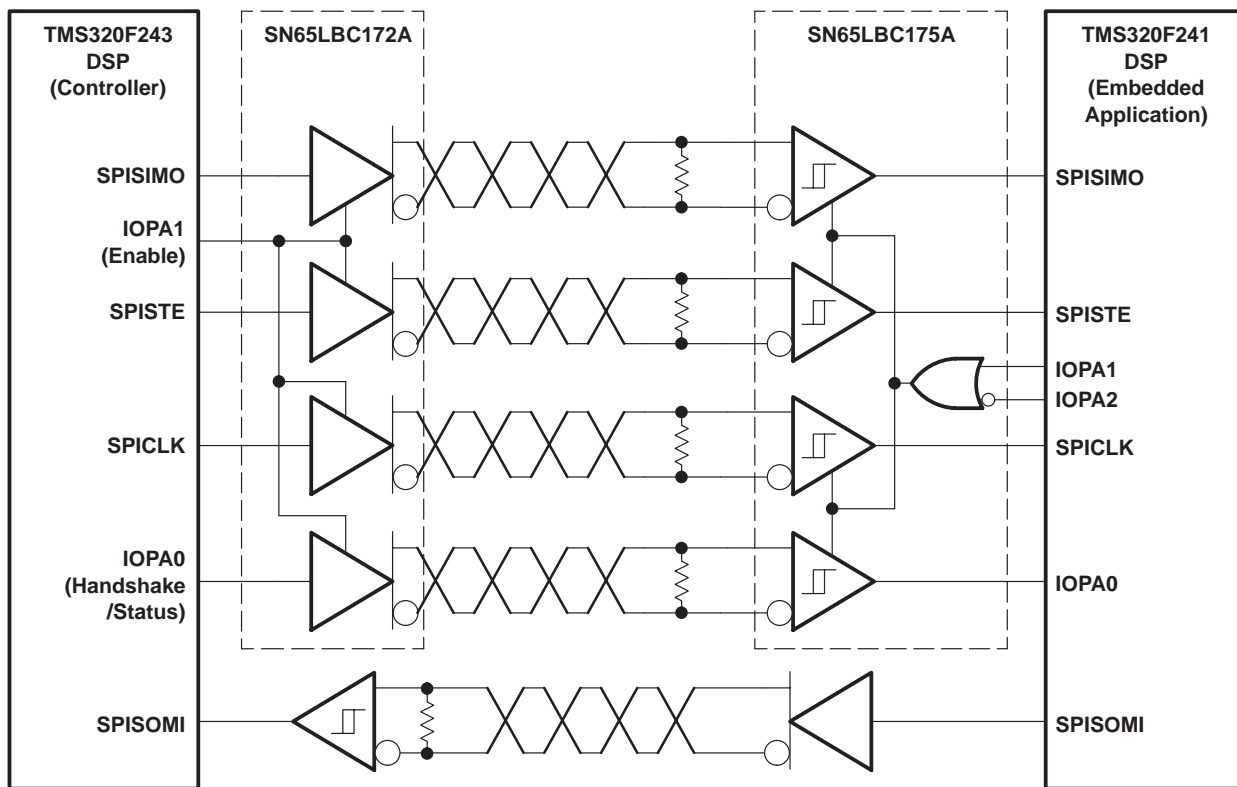 TMS320F243
DSP
(Controller)
SN65LBC172A
SN65LBC175A
TMS320F241
DSP
(Embedded
Application)
SPISIMO
SPISIMO
IOPA1
(Enable)
SPISTE
SPISTE
IOPA1
IOPA2
SPICLK
SPICLK
IOPA0
(Handshake
/Status)
IOPA0
SPISOMI
SPISOMI